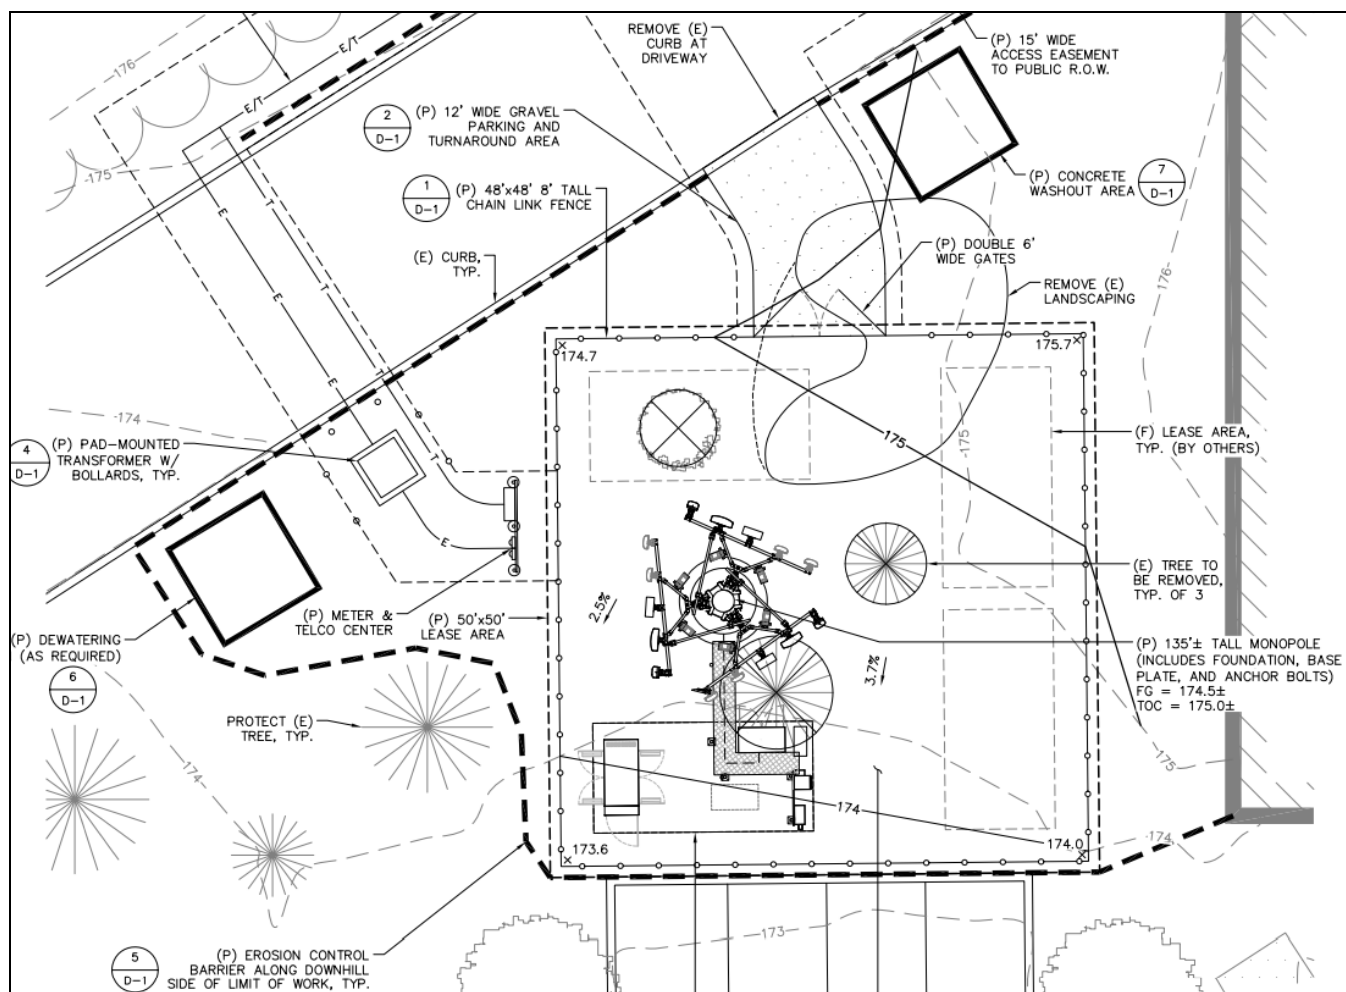 REMOVE (E)
CURB AT
DRIVEWAY
(P) 15' WIDE
ACCESS EASEMENT
TO PUBLIC R.O.W.
E/T
E/T
176
2
D-1
(P) 12' WIDE GRAVEL
PARKING AND
TURNAROUND AREA
175
1
D-1
(P) 48'x48' 8' TALL
CHAIN LINK FENCE
(P) CONCRETE
WASHOUT AREA
7
D-1
E
T
E
T
E
T
E
T
E
(E) CURB,
TYP.
(P) DOUBLE 6'
WIDE GATES
REMOVE (E)
LANDSCAPING
176
174.7
175.7
174
175
175
(F) LEASE AREA,
TYP. (BY OTHERS)
4
D-1
(P) PAD-MOUNTED
TRANSFORMER W/
BOLLARDS, TYP.
(P) METER &
TELCO CENTER
(P) 50'x50'
LEASE AREA
2.5%
3.7%
(E) TREE TO
BE REMOVED,
TYP. OF 3
(P) DEWATERING
(AS REQUIRED)
6
D-1
(P) 135'± TALL MONOPOLE
(INCLUDES FOUNDATION, BASE
PLATE, AND ANCHOR BOLTS)
FG = 174.5±
TOC = 175.0±
PROTECT (E)
TREE, TYP.
174
175
174
173.6
174.0
174
173
5
D-1
(P) EROSION CONTROL
BARRIER ALONG DOWNHILL
SIDE OF LIMIT OF WORK, TYP.